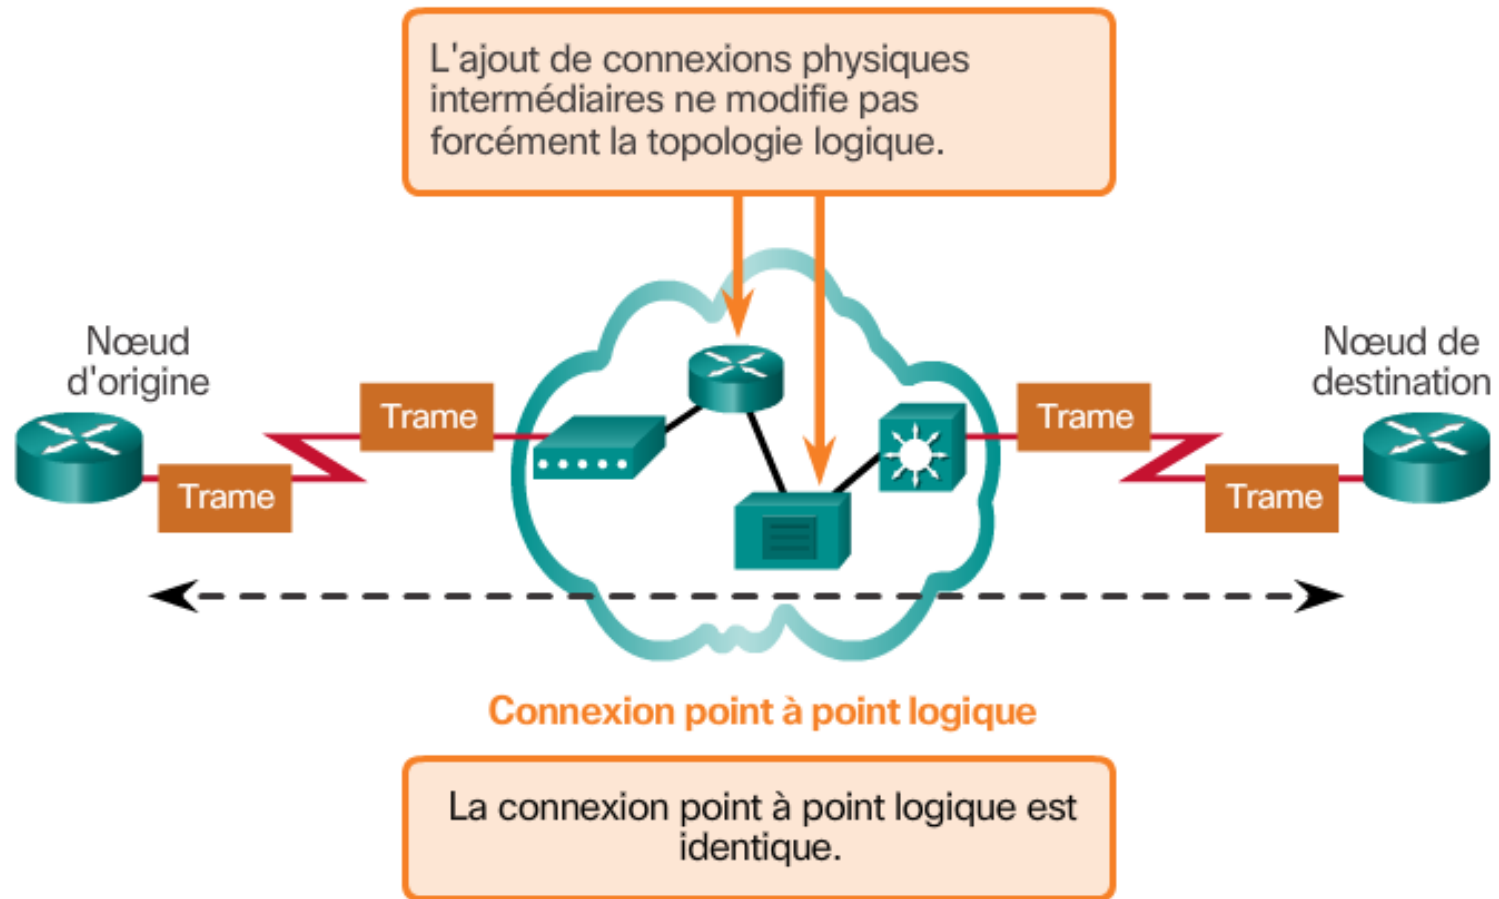 L'ajout de connexions physiques
intermédiaires ne modifie pas
forcément la topologie logique.
Nœud
d'origine
Nœud de
destination
Trame
Trame
Trame
Trame
Connexion point à point logique
La connexion point à point logique est
identique.